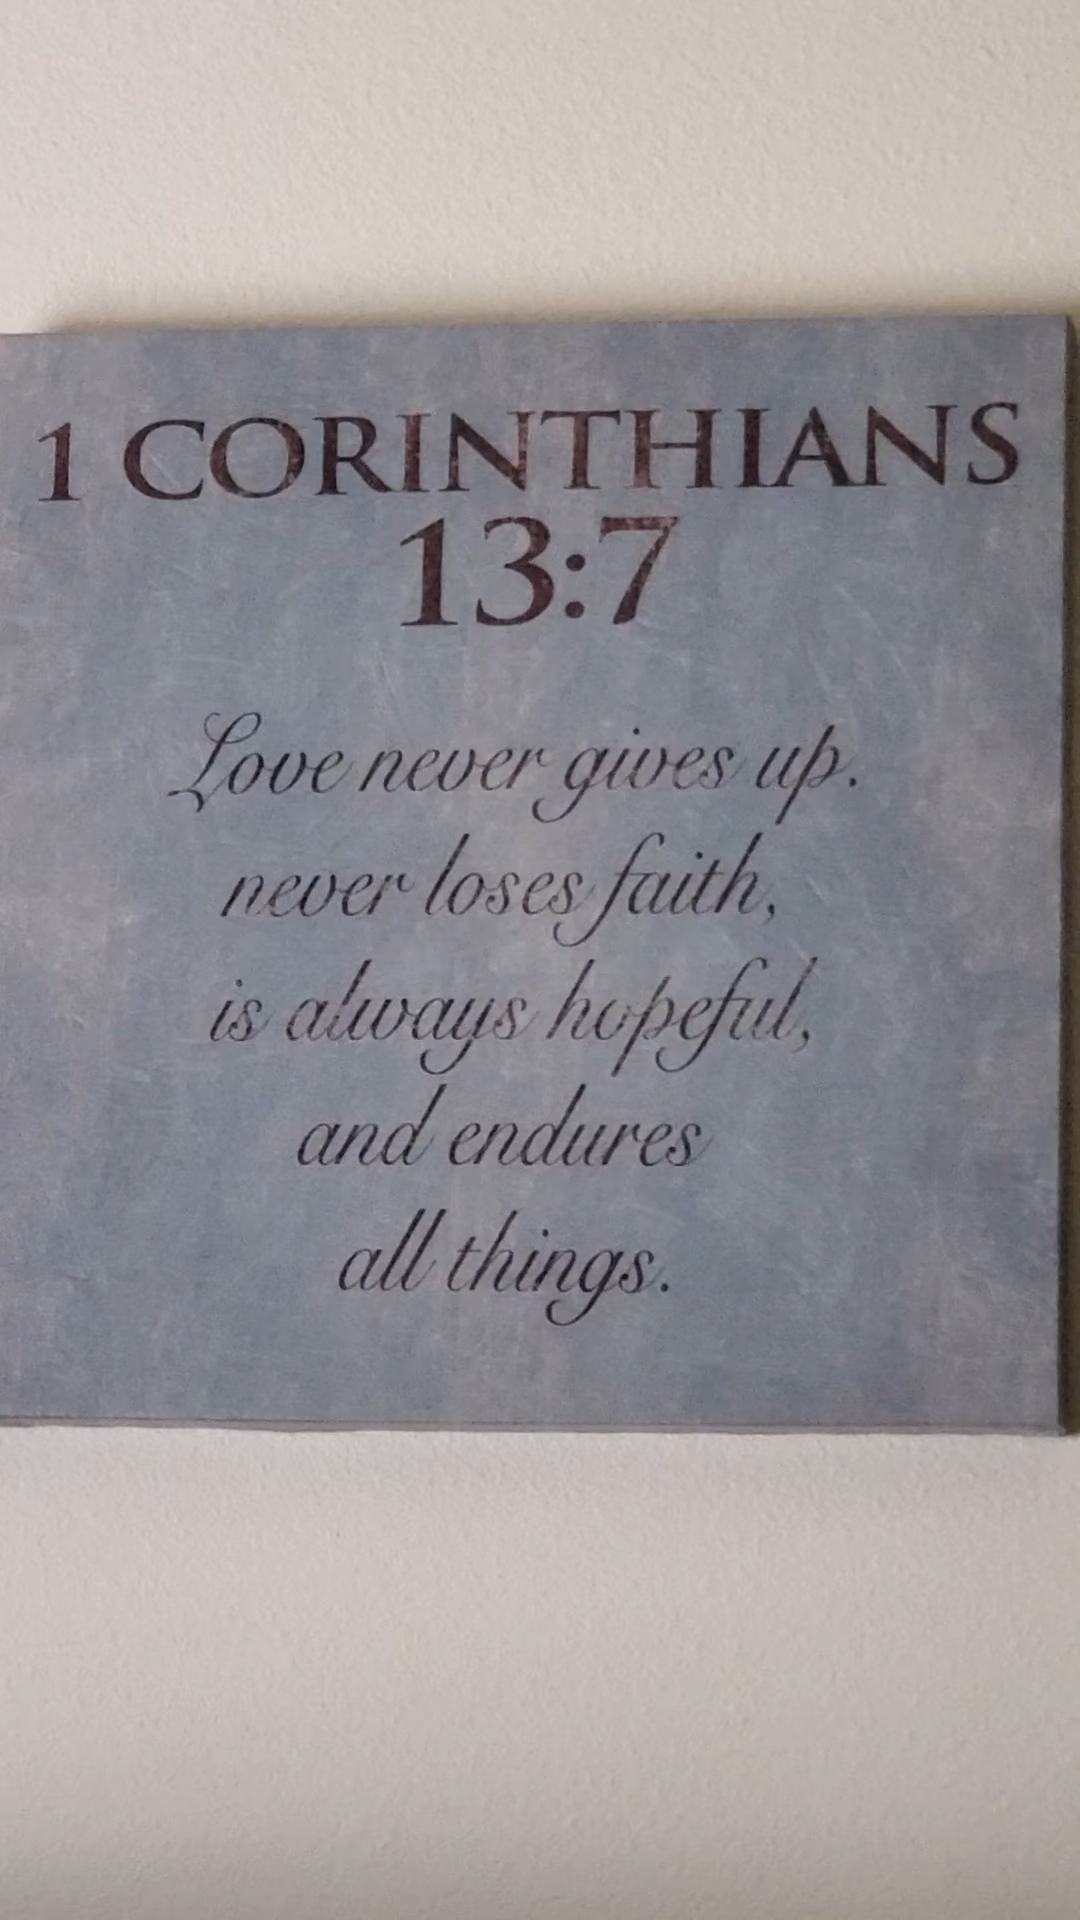 1 CORINTHIANS
13:7
Love never gives up.
never loses faith,
is always hopeful,
and endures
all things.